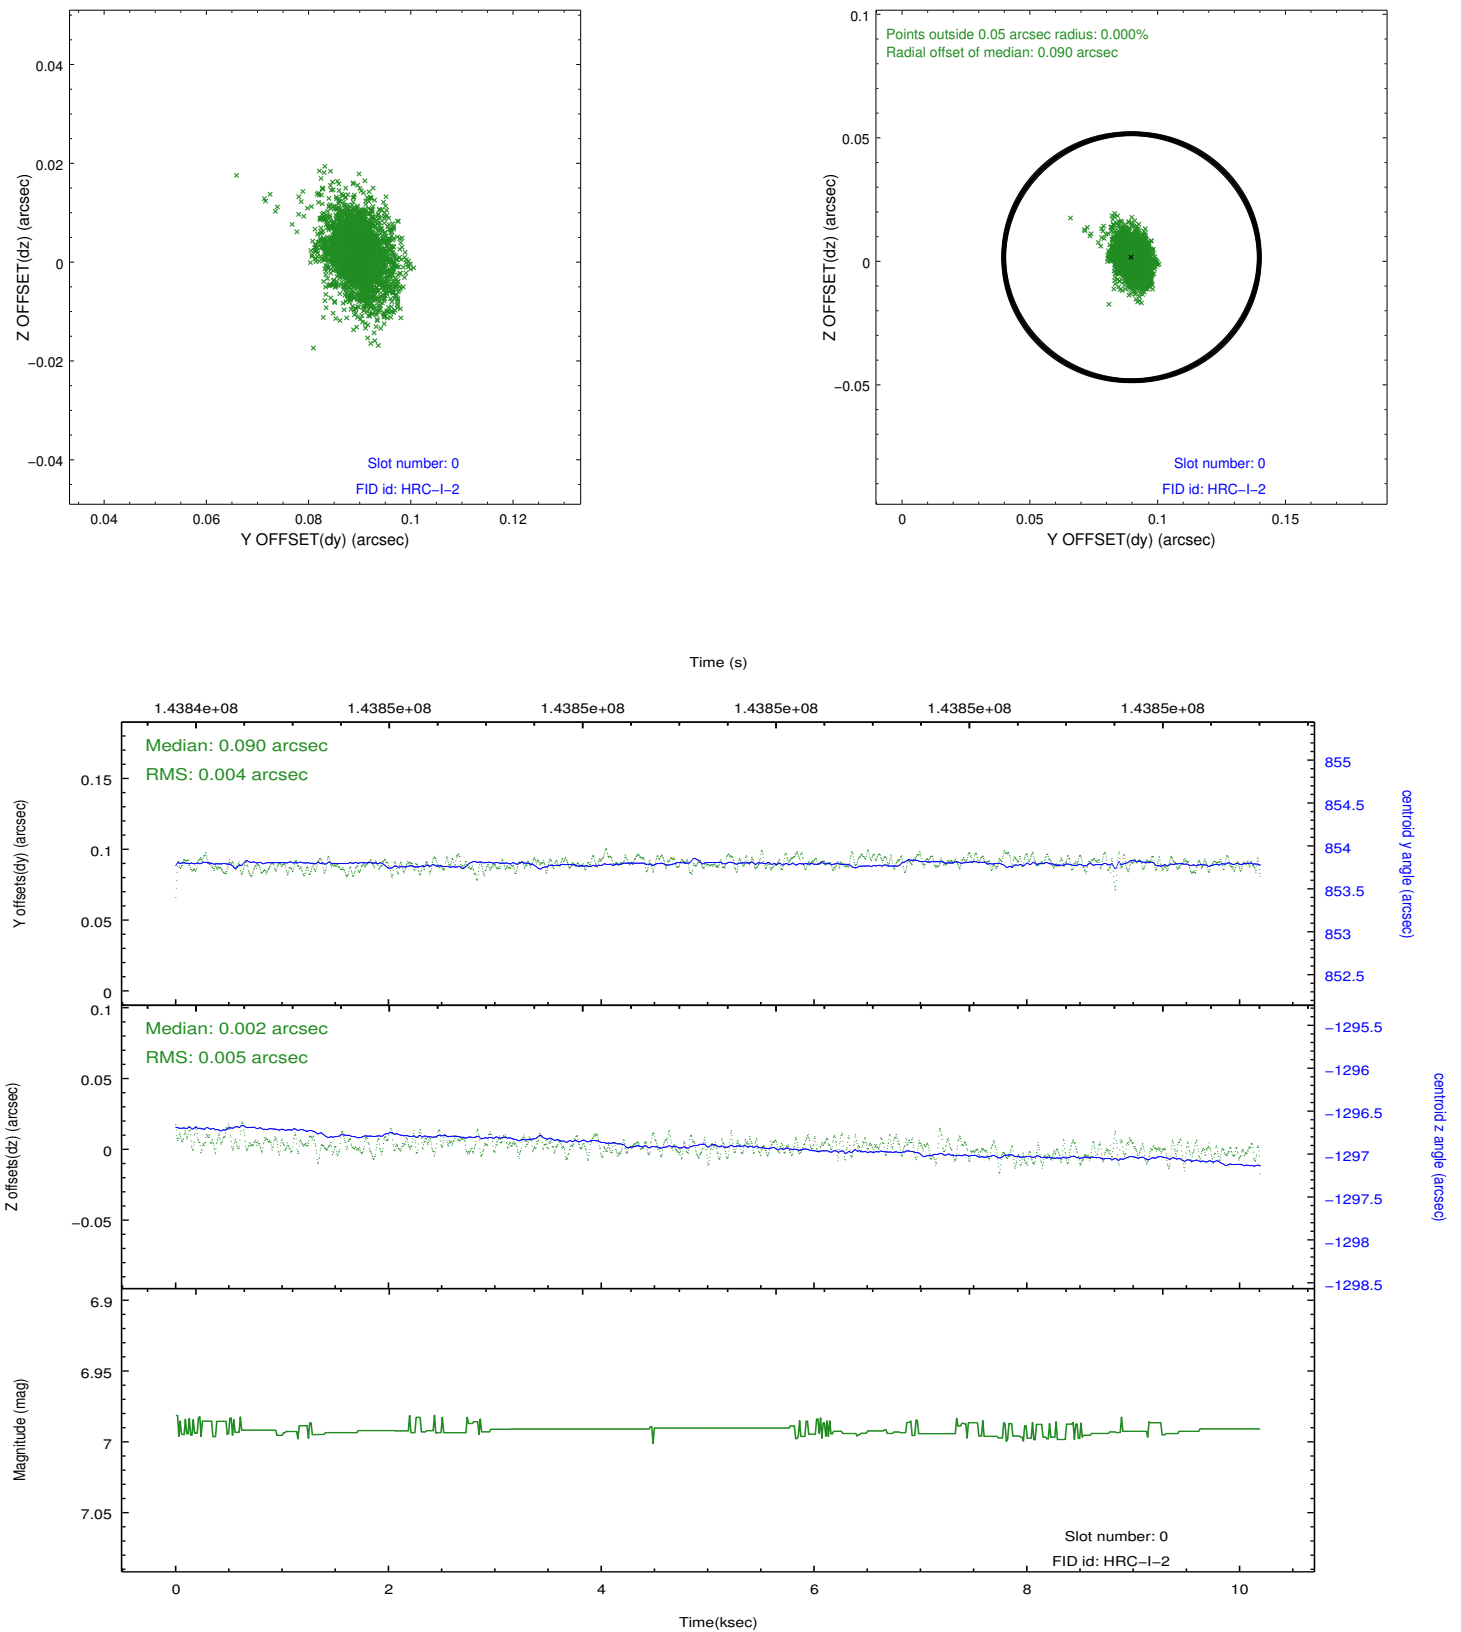 0.04
0.02
0
−0.02
−0.04
Z OFFSET(dz) (arcsec)
Slot number: 0
FID id: HRC−I−2
0.04 0.06 0.08 0.1 0.12
Y OFFSET(dy) (arcsec)
0.1
0.05
0
−0.05
Z OFFSET(dz) (arcsec)
Points outside 0.05 arcsec radius: 0.000%
Radial offset of median: 0.090 arcsec
Slot number: 0
FID id: HRC−I−2
0 0.05 0.1 0.15
Y OFFSET(dy) (arcsec)
Time (s)
1.4384e+08 1.4385e+08 1.4385e+08 1.4385e+08 1.4385e+08 1.4385e+08
Median: 0.090 arcsec
RMS: 0.004 arcsec
0.15
0.1
0.05
0
Y offsets(dy) (arcsec)
855
854.5
854
853.5
853
852.5
centroid y angle (arcsec)
Median: 0.002 arcsec
RMS: 0.005 arcsec
0.1
0.05
0
−0.05
Z offsets(dz) (arcsec)
−1295.5
−1296
−1296.5
−1297
−1297.5
−1298
−1298.5
centroid z angle (arcsec)
6.9
6.95
7
7.05
Magnitude (mag)
Slot number: 0
FID id: HRC−I−2
0 2 4 6 8 10
Time(ksec)